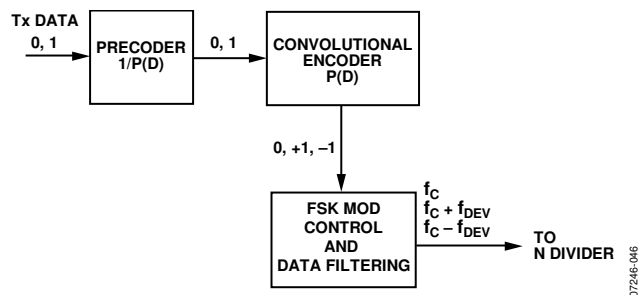 Tx DATA
0, 1
PRECODER
1/P(D)
0, 1
CONVOLUTIONAL
ENCODER
P(D)
0, +1, –1
FSK MOD
CONTROL
AND
DATA FILTERING
fC
fC + fDEV
fC – fDEV
TO
N DIVIDER
07246-046